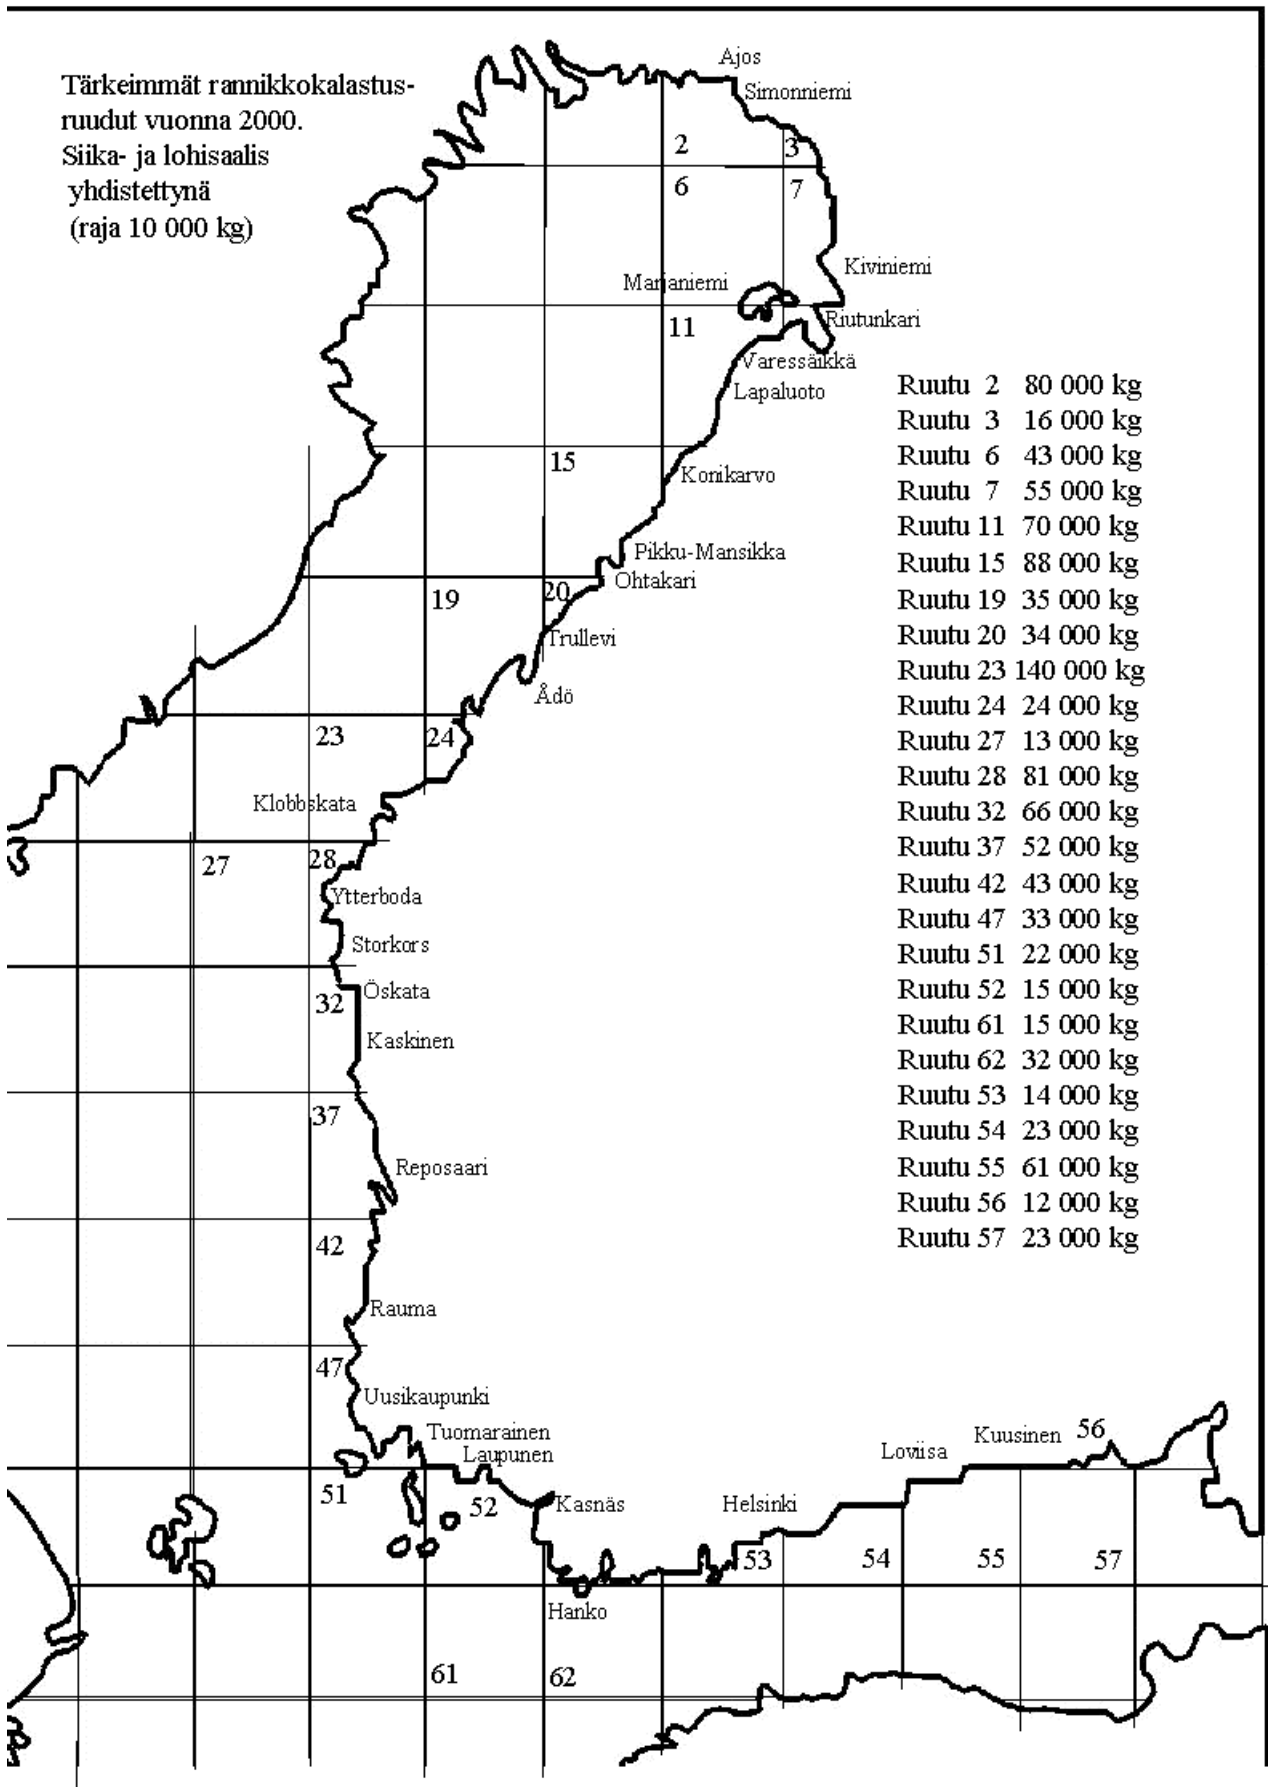 Tärkeimmät rannikkokalastus-
ruudut vuonna 2000.
Siika- ja lohisaalis
yhdistettynä
(raja 10 000 kg)
Ajos
Simonniemi
2
3
6
7
Kiviniemi
Marjaniemi
11
Riutunkari
Varessäikkä
Lapaluoto
15
Konikarvo
Pikku-Mansikka
Ohtakari
19
20
Trullevi
Ådö
23
24
Klobbskata
27
28
Ytterboda
Storkors
32
Öskata
Kaskinen
37
Reposaari
42
Rauma
47
Uusikaupunki
Tuomarainen
Laupunen
51
52
Kasnäs
Hanko
Helsinki
53
Loviisa
54
Kuusinen
55
56
57
61
62
Ruutu 2 80 000 kg
Ruutu 3 16 000 kg
Ruutu 6 43 000 kg
Ruutu 7 55 000 kg
Ruutu 11 70 000 kg
Ruutu 15 88 000 kg
Ruutu 19 35 000 kg
Ruutu 20 34 000 kg
Ruutu 23 140 000 kg
Ruutu 24 24 000 kg
Ruutu 27 13 000 kg
Ruutu 28 81 000 kg
Ruutu 32 66 000 kg
Ruutu 37 52 000 kg
Ruutu 42 43 000 kg
Ruutu 47 33 000 kg
Ruutu 51 22 000 kg
Ruutu 52 15 000 kg
Ruutu 61 15 000 kg
Ruutu 62 32 000 kg
Ruutu 53 14 000 kg
Ruutu 54 23 000 kg
Ruutu 55 61 000 kg
Ruutu 56 12 000 kg
Ruutu 57 23 000 kg